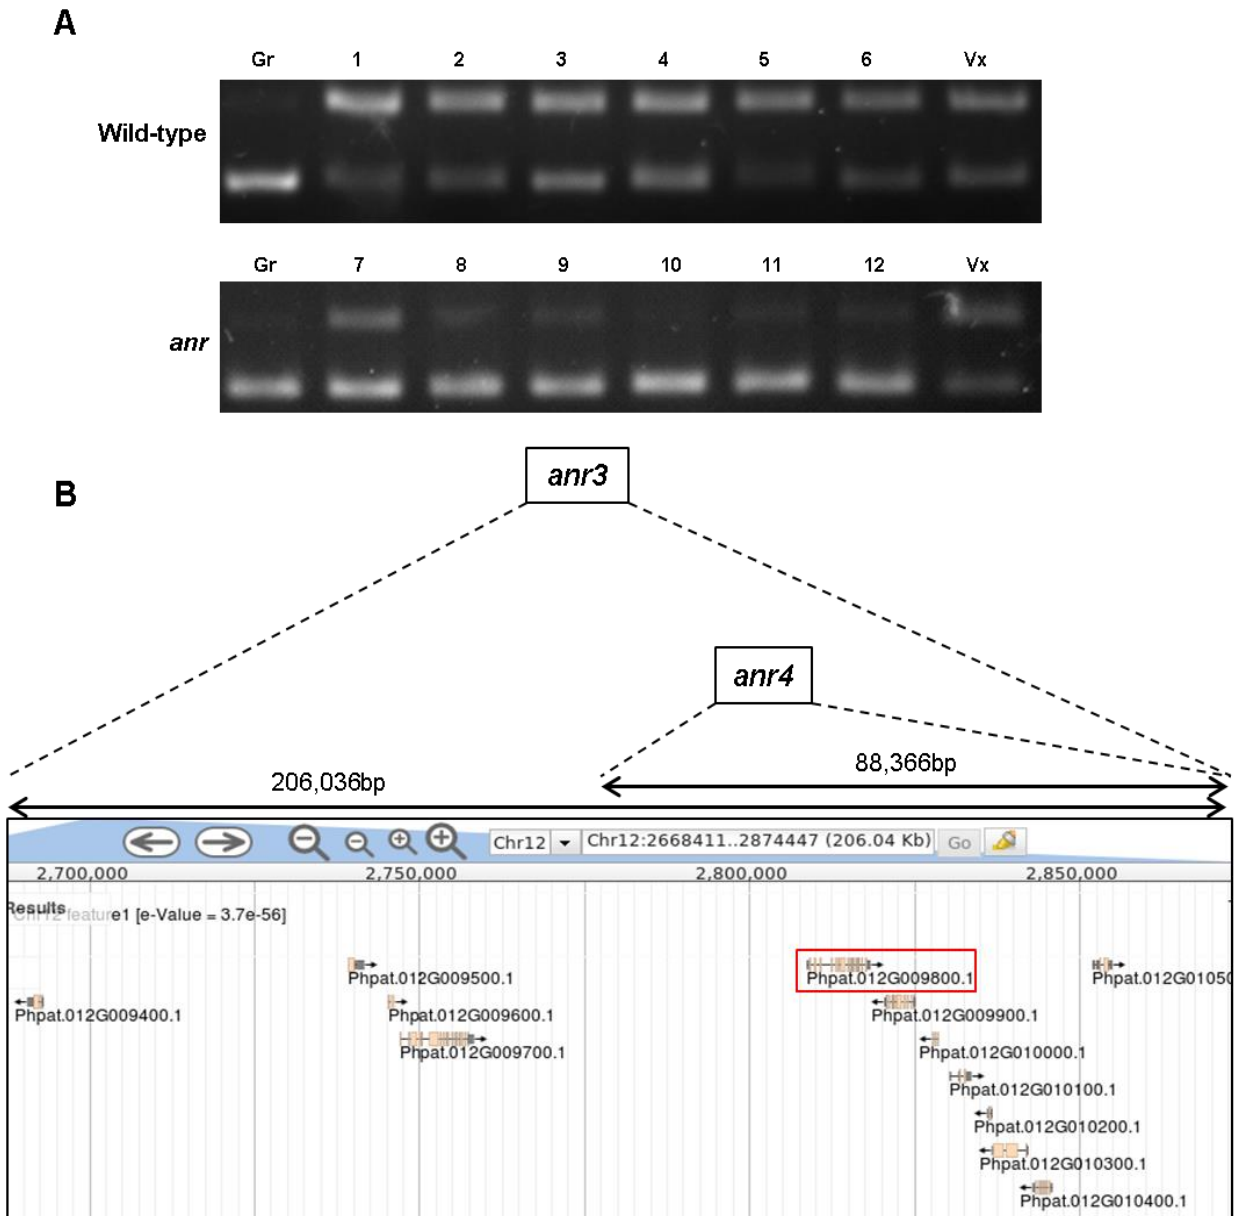 A
Gr 1 2 3 4 5 6 Vx
Wild-type
Gr 7 8 9 10 11 12 Vx
anr
anr3
B
anr4
88,366bp
206,036bp
Chr12 Chr12:2668411..2874447 (206.04 Kb) Go
2,700,000 2,750,000 2,800,000 2,850,000
Results
feature1 [e-Value = 3.7e-56]
Phpat.012G009500.1 Phpat.012G009800.1 Phpat.012G01050
Phpat.012G009400.1 Phpat.012G009600.1 Phpat.012G009900.1
Phpat.012G009700.1 Phpat.012G010000.1
Phpat.012G010100.1
Phpat.012G010200.1
Phpat.012G010300.1
Phpat.012G010400.1